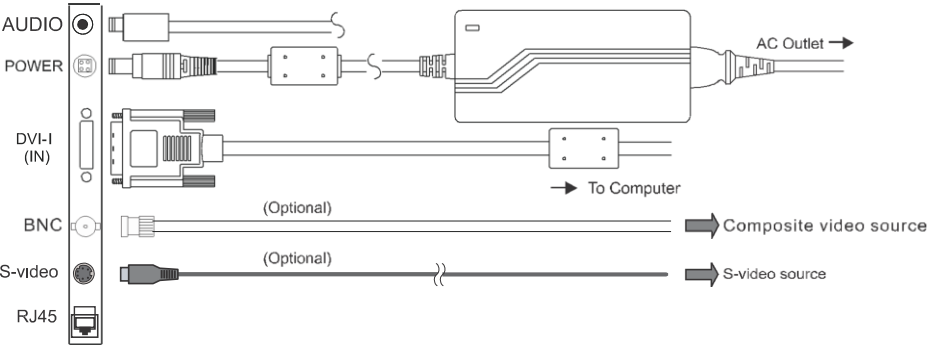 AUDIO
POWER
AC Outlet
DVI-I
(IN)
To Computer
BNC
(Optional)
Composite video source
S-video
(Optional)
S-video source
RJ45